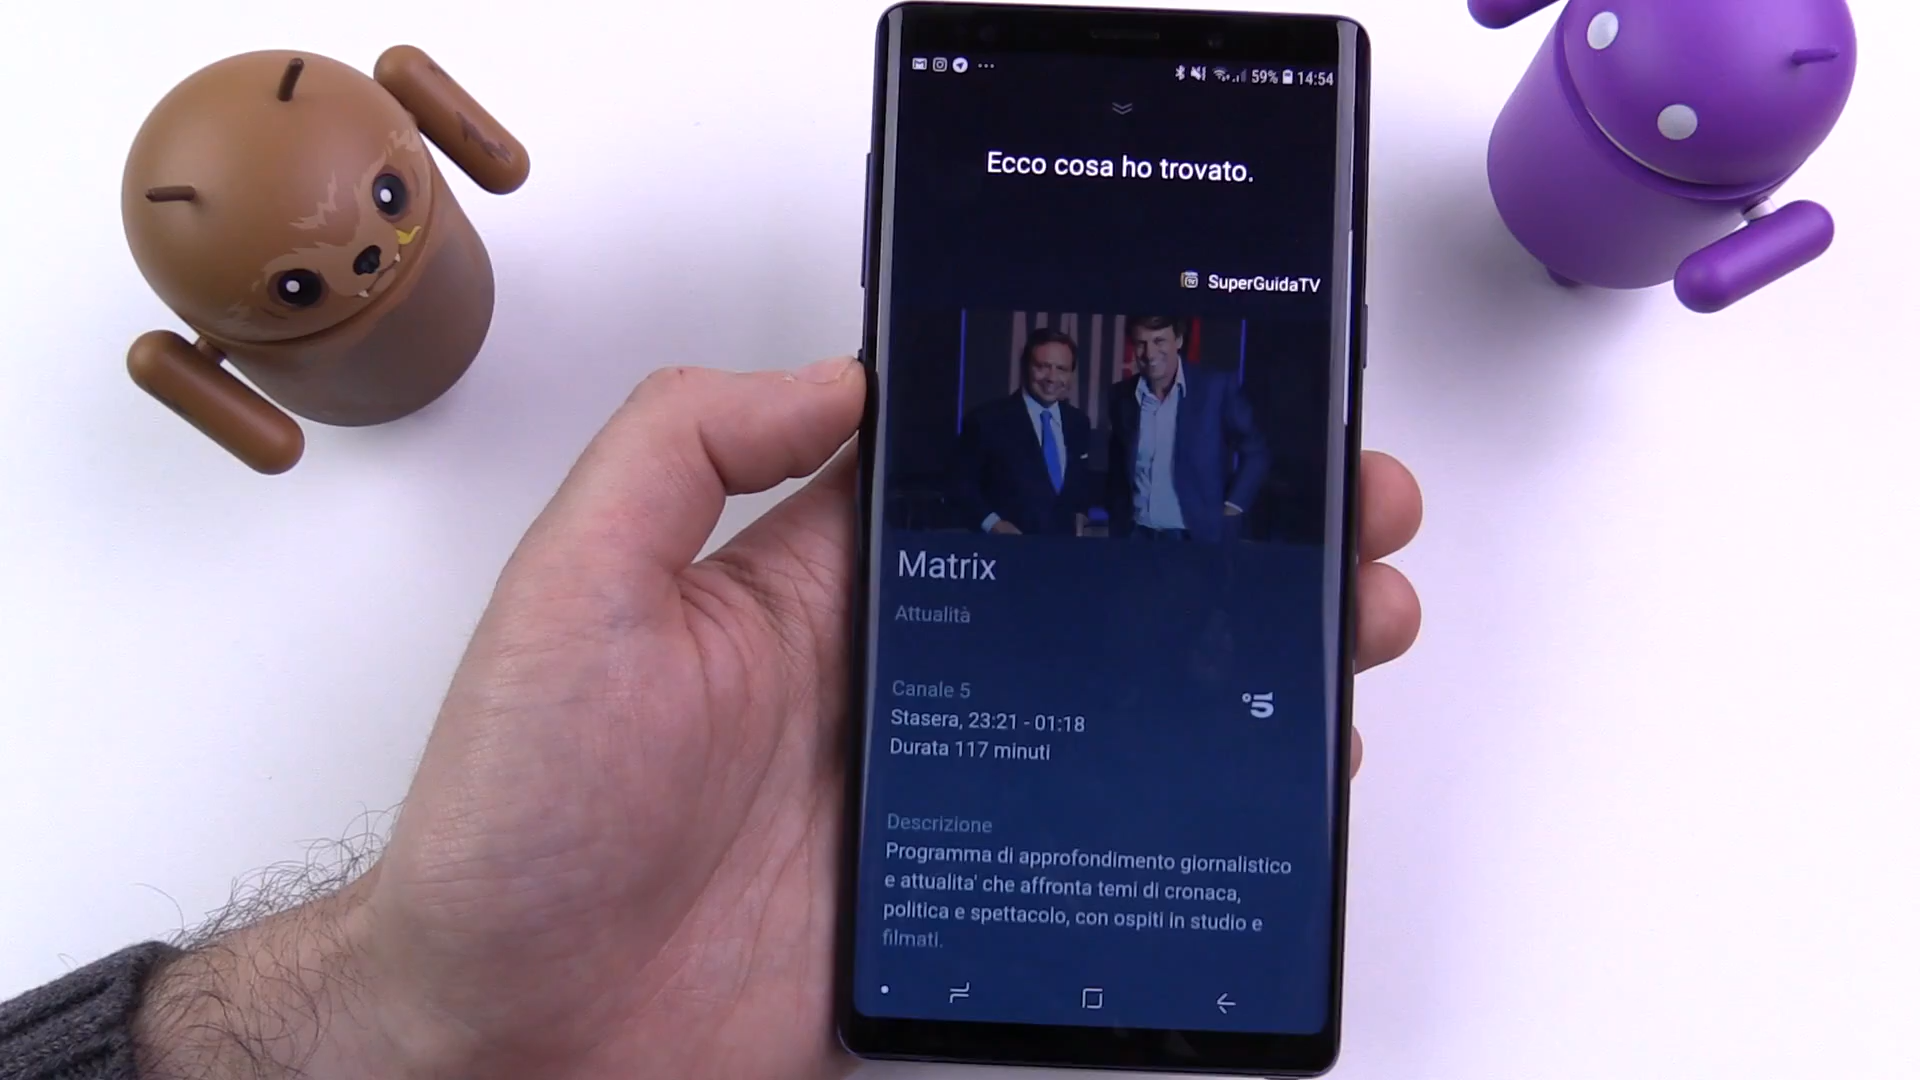 59% 14:54
Ecco cosa ho trovato.
SuperGuidaTV
Matrix
Attualità
Canale 5
5
Stasera, 23:21 - 01:18
Durata 117 minuti
Descrizione
Programma di approfondimento giornalistico
e attualita' che affronta temi di cronaca,
politica e spettacolo, con ospiti in studio e
filmati.